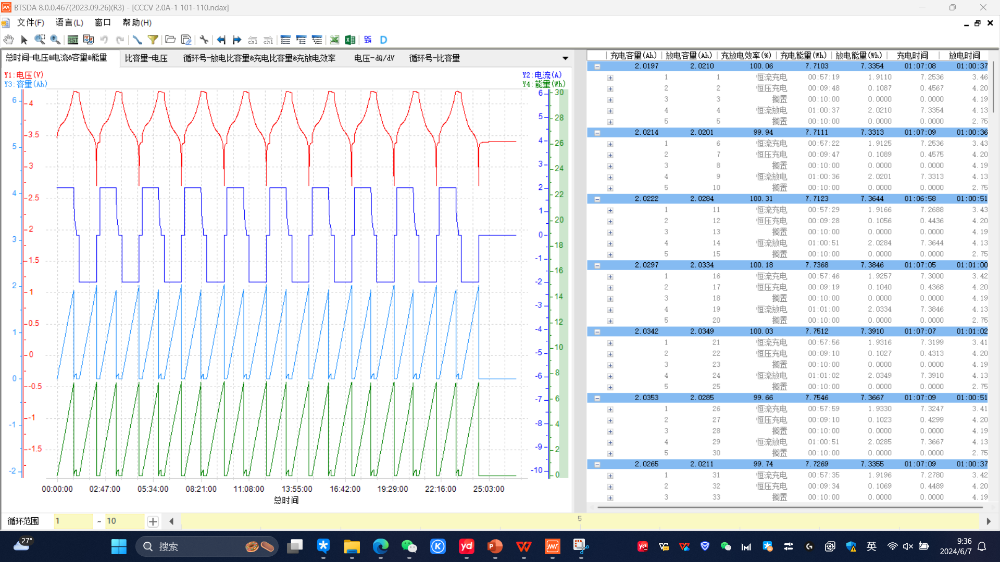 BTSDA 8.0.0.467(2023.09.26)(R3) - [CCCV 2.0A-1 101-110.ndax]
文件(F) 语言(L) 窗口 帮助(H)
总时间-电压&电流&容量&能量 比容量-电压 循环号-放电比容量&充电比容量&充放电效率 电压-dQ/dV 循环号-比容量
Y1:电压(V) Y2:电流(A)
Y3:容量(Ah) Y4:能量(Wh)
6 5 4 3 2 1 0 -1 -2
4 3.5 3 2.5 2 1.5 1 0.5 0 -0.5 -1 -1.5
6 5 4 3 2 1 0 -1 -2 -3 -4 -5 -6 -7 -8 -9 -10
30 28 26 24 22 20 18 16 14 12 10 8 6 4 2 0
00:00:00 02:47:00 05:34:00 08:21:00 11:08:00 13:55:00 16:42:00 19:29:00 22:16:00 25:03:00
总时间
充电容量(Ah) 放电容量(Ah) 充放电效率(%) 充电能量(Wh) 放电能量(Wh) 充电时间 放电时间
2.0197 2.0210 100.06 7.7103 7.3354 01:07:08 01:00:37
1 1 恒流充电 00:57:19 1.9110 7.2536 3.46
2 2 恒压充电 00:09:48 0.1087 0.4567 4.20
3 3 搁置 00:10:00 0.0000 0.0000 4.19
4 4 恒流放电 01:00:37 2.0210 7.3354 4.13
5 5 搁置 00:10:00 0.0000 0.0000 2.75
2.0214 2.0201 99.94 7.7111 7.3313 01:07:09 01:00:36
1 6 恒流充电 00:57:22 1.9125 7.2536 3.43
2 7 恒压充电 00:09:47 0.1089 0.4575 4.20
3 8 搁置 00:10:00 0.0000 0.0000 4.19
4 9 恒流放电 01:00:36 2.0201 7.3313 4.13
5 10 搁置 00:10:00 0.0000 0.0000 2.75
2.0222 2.0284 100.31 7.7123 7.3644 01:06:58 01:00:51
1 11 恒流充电 00:57:29 1.9166 7.2688 3.43
2 12 恒压充电 00:09:28 0.1056 0.4436 4.20
3 13 搁置 00:10:00 0.0000 0.0000 4.19
4 14 恒流放电 01:00:51 2.0284 7.3644 4.13
5 15 搁置 00:10:00 0.0000 0.0000 2.75
2.0297 2.0334 100.18 7.7368 7.3846 01:07:05 01:01:00
1 16 恒流充电 00:57:46 1.9257 7.3000 3.42
2 17 恒压充电 00:09:19 0.1040 0.4368 4.20
3 18 搁置 00:10:00 0.0000 0.0000 4.19
4 19 恒流放电 01:01:00 2.0334 7.3846 4.13
5 20 搁置 00:10:00 0.0000 0.0000 2.75
2.0342 2.0349 100.03 7.7512 7.3910 01:07:07 01:01:02
1 21 恒流充电 00:57:56 1.9316 7.3199 3.41
2 22 恒压充电 00:09:10 0.1027 0.4313 4.20
3 23 搁置 00:10:00 0.0000 0.0000 4.19
4 24 恒流放电 01:01:02 2.0349 7.3910 4.13
5 25 搁置 00:10:00 0.0000 0.0000 2.75
2.0353 2.0285 99.66 7.7546 7.3667 01:07:09 01:00:51
1 26 恒流充电 00:57:59 1.9330 7.3247 3.41
2 27 恒压充电 00:09:10 0.1023 0.4299 4.20
3 28 搁置 00:10:00 0.0000 0.0000 4.19
4 29 恒流放电 01:00:51 2.0285 7.3667 4.13
5 30 搁置 00:10:00 0.0000 0.0000 2.75
2.0265 2.0211 99.74 7.7269 7.3355 01:07:09 01:00:37
1 31 恒流充电 00:57:35 1.9196 7.2780 3.42
2 32 恒压充电 00:09:34 0.1069 0.4489 4.20
3 33 搁置 00:10:00 0.0000 0.0000 4.19
循环范围 1 ~ 10 5
27° 搜索 英 9:36
2024/6/7